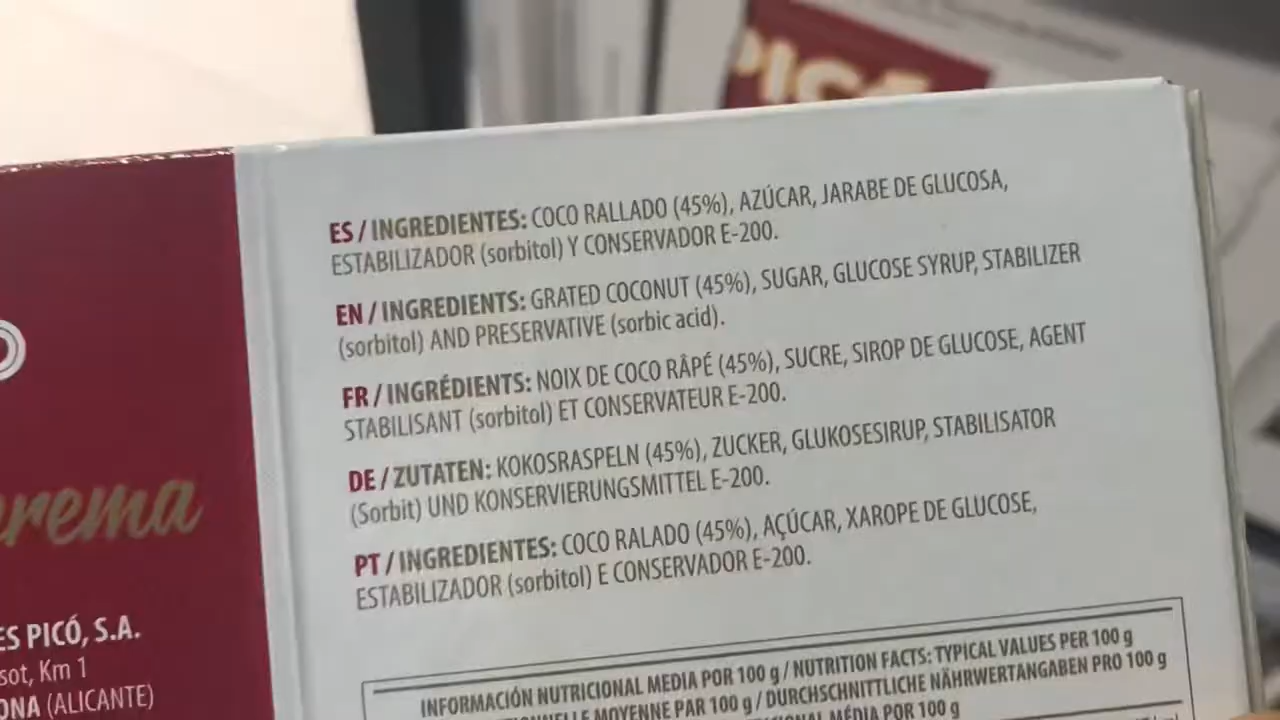 PICÓ
ES / INGREDIENTES: COCO RALLADO (45%), AZÚCAR, JARABE DE GLUCOSA,
ESTABILIZADOR (sorbitol) Y CONSERVADOR E-200.
EN / INGREDIENTS: GRATED COCONUT (45%), SUGAR, GLUCOSE SYRUP, STABILIZER
(sorbitol) AND PRESERVATIVE (sorbic acid).
FR / INGRÉDIENTS: NOIX DE COCO RÂPÉ (45%), SUCRE, SIROP DE GLUCOSE, AGENT
STABILISANT (sorbitol) ET CONSERVATEUR E-200.
DE / ZUTATEN: KOKOSRASPELN (45%), ZUCKER, GLUKOSESIRUP, STABILISATOR
(Sorbit) UND KONSERVIERUNGSMITTEL E-200.
PT / INGREDIENTES: COCO RALADO (45%), AÇÚCAR, XAROPE DE GLUCOSE,
ESTABILIZADOR (sorbitol) E CONSERVADOR E-200.
INFORMACIÓN NUTRICIONAL MEDIA POR 100 g / NUTRITION FACTS: TYPICAL VALUES PER 100 g
MOYENNE PAR 100 g / DURCHSCHNITTLICHE NÄHRWERTANGABEN PRO 100 g
MÉDIA POR 100 g
crema
ES PICÓ, S.A.
sot, Km 1
ONA (ALICANTE)